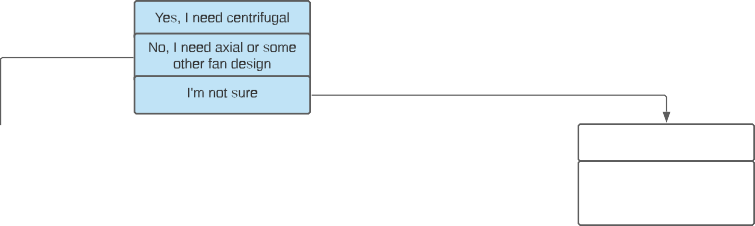 Yes, I need centrifugal
No, I need axial or some
other fan design
I'm not sure